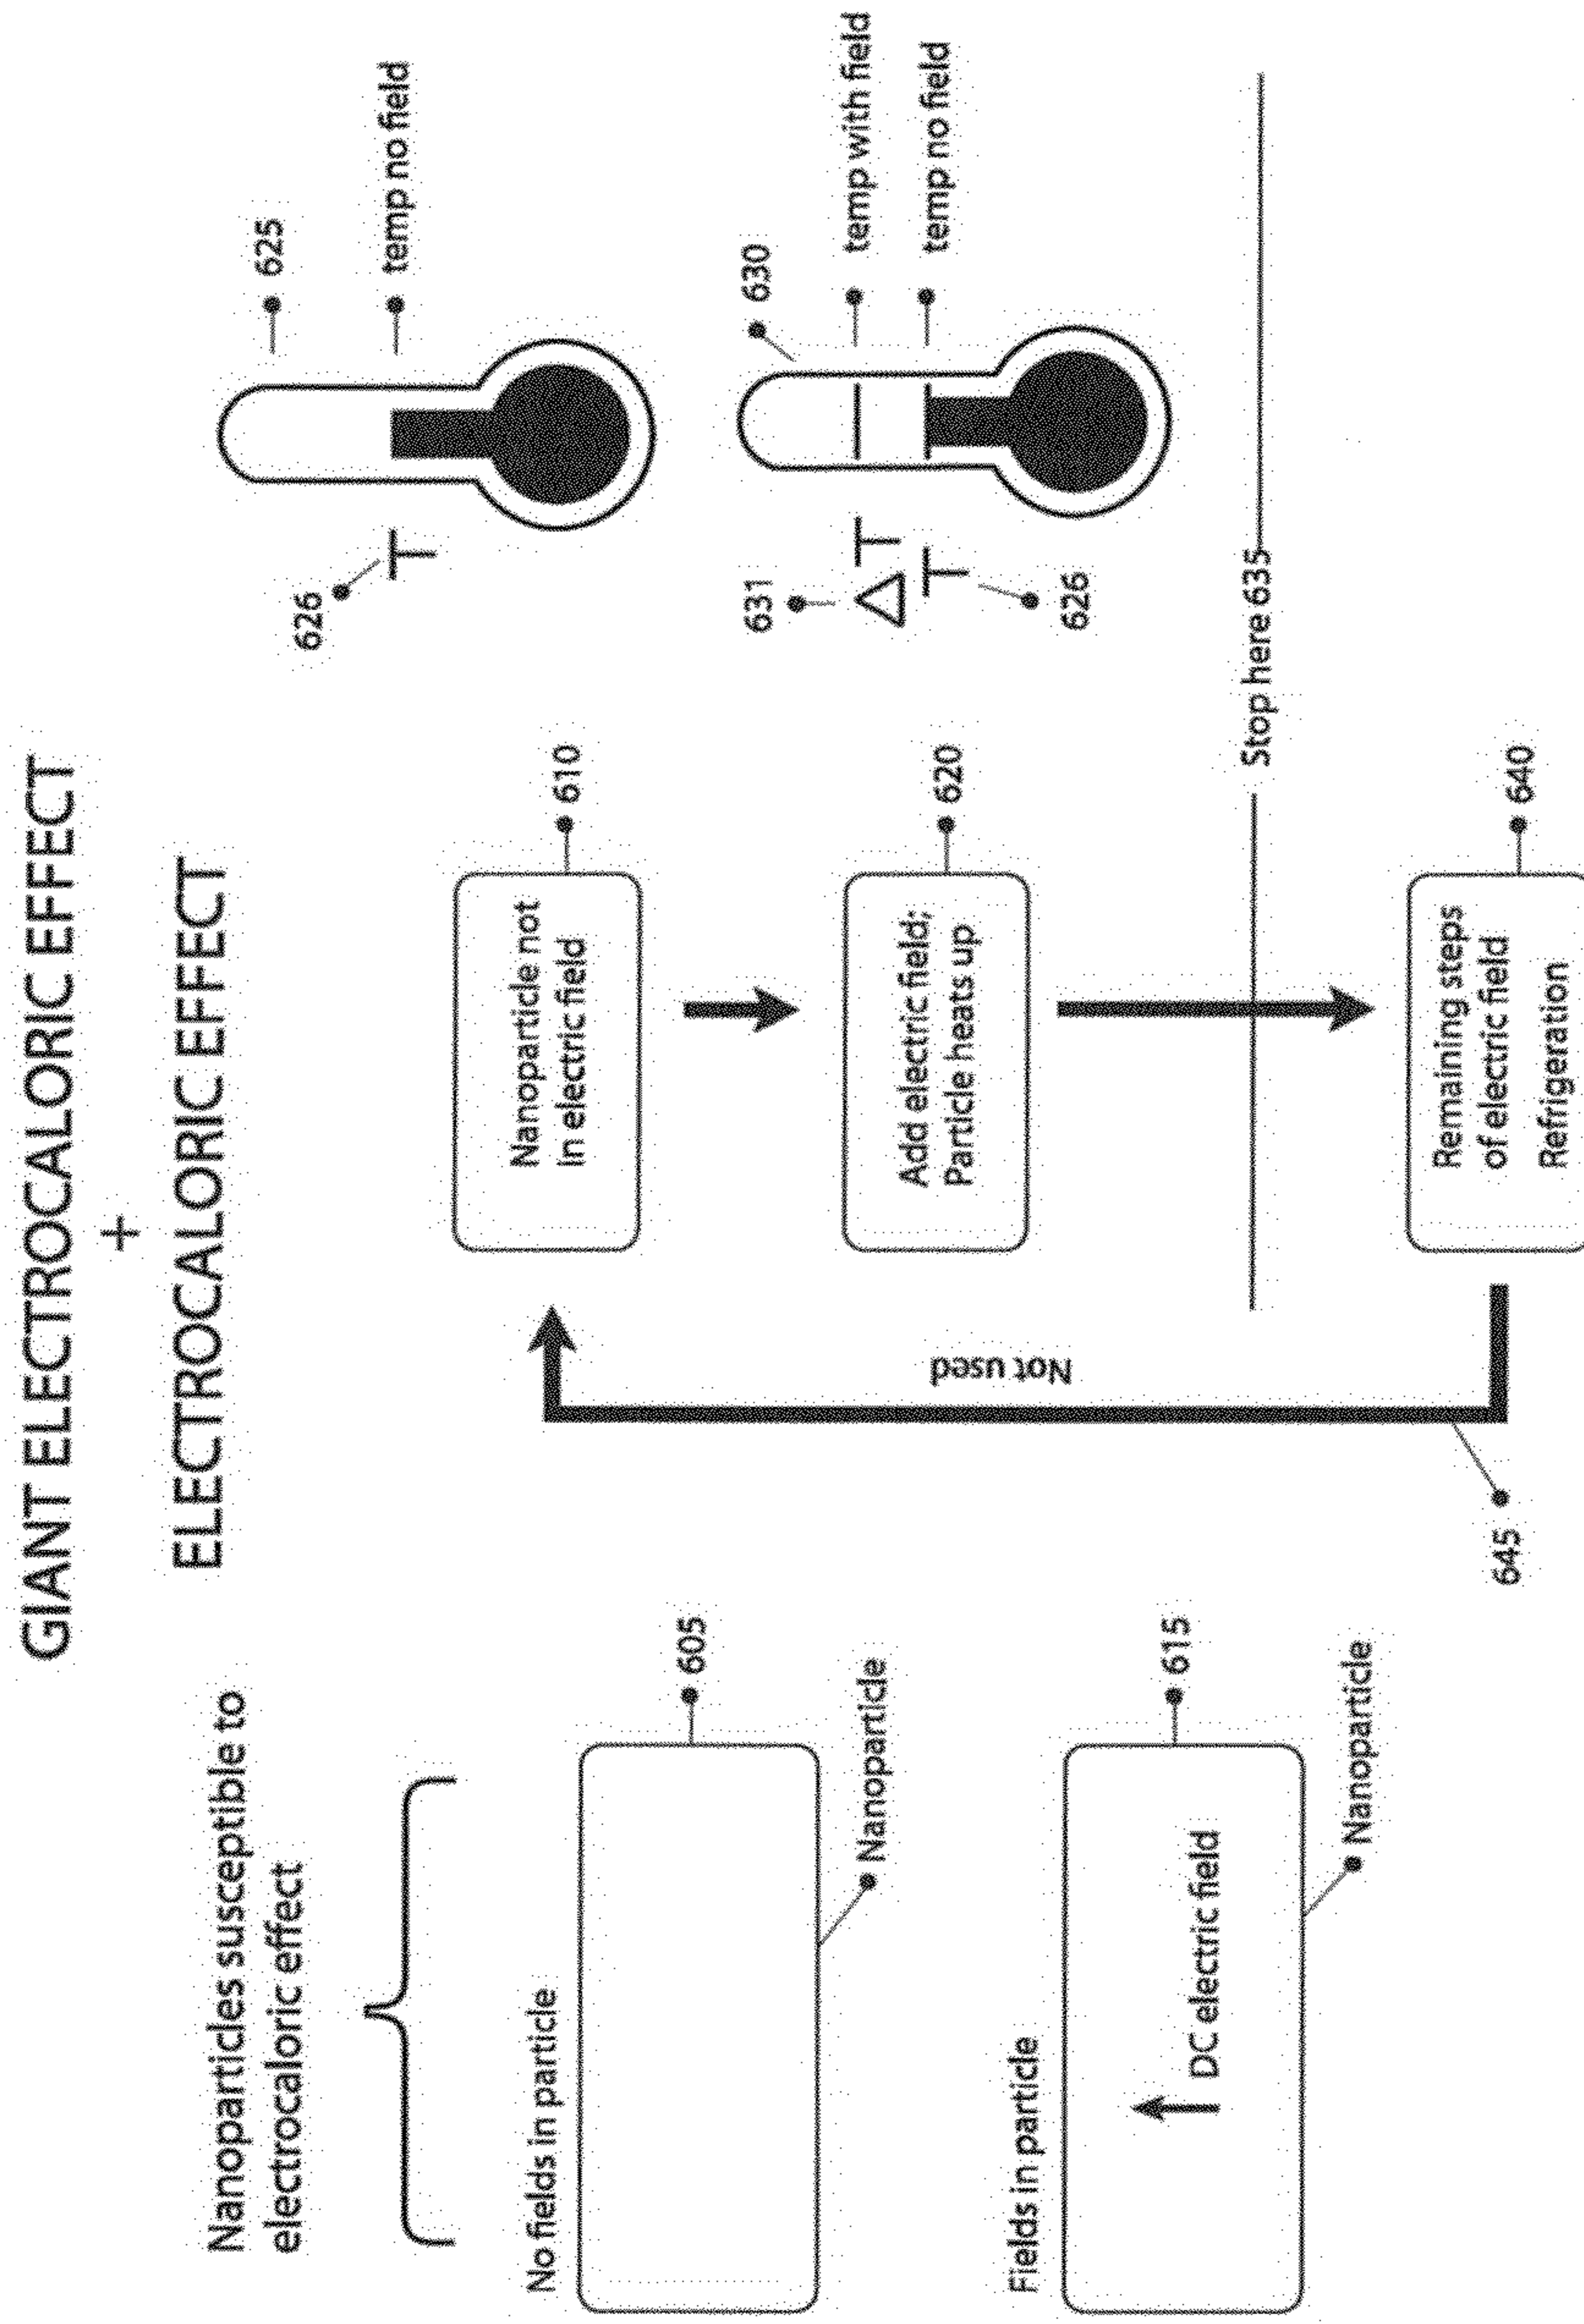 GIANT ELECTROCALORIC EFFECT
+
ELECTROCALORIC EFFECT
Nanoparticles susceptible to
electrocaloric effect
No fields in particle
605
Nanoparticle
Fields in particle
DC electric field
615
Nanoparticle
Nanoparticle not
In electric field
610
Add electric field;
Particle heats up
620
Not used
Stop here 635
Remaining steps
of electric field
Refrigeration
640
645
625
626
T
temp no field
630
631
ΔT
temp with field
T
temp no field
626